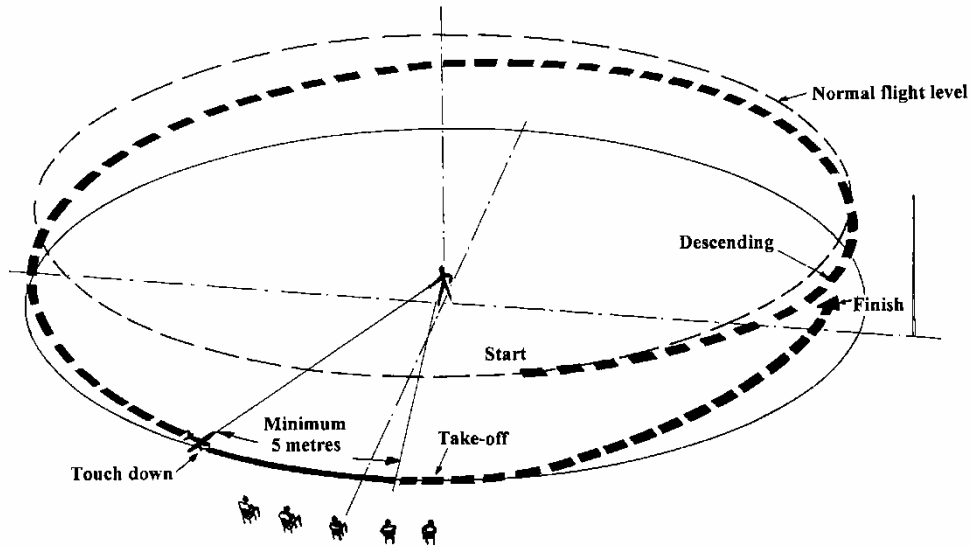 Normal flight level
Descending
Finish
Start
Minimum
5 metres
Take-off
Touch down